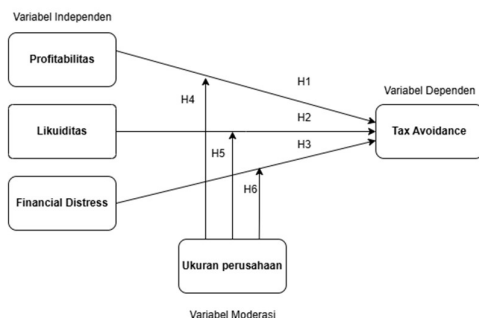 Variabel Independen
Profitabilitas
H1
Variabel Dependen
H4
Likuiditas
H2
Tax Avoidance
H3
H5
H6
Financial Distress
Ukuran perusahaan
Variabel Moderasi